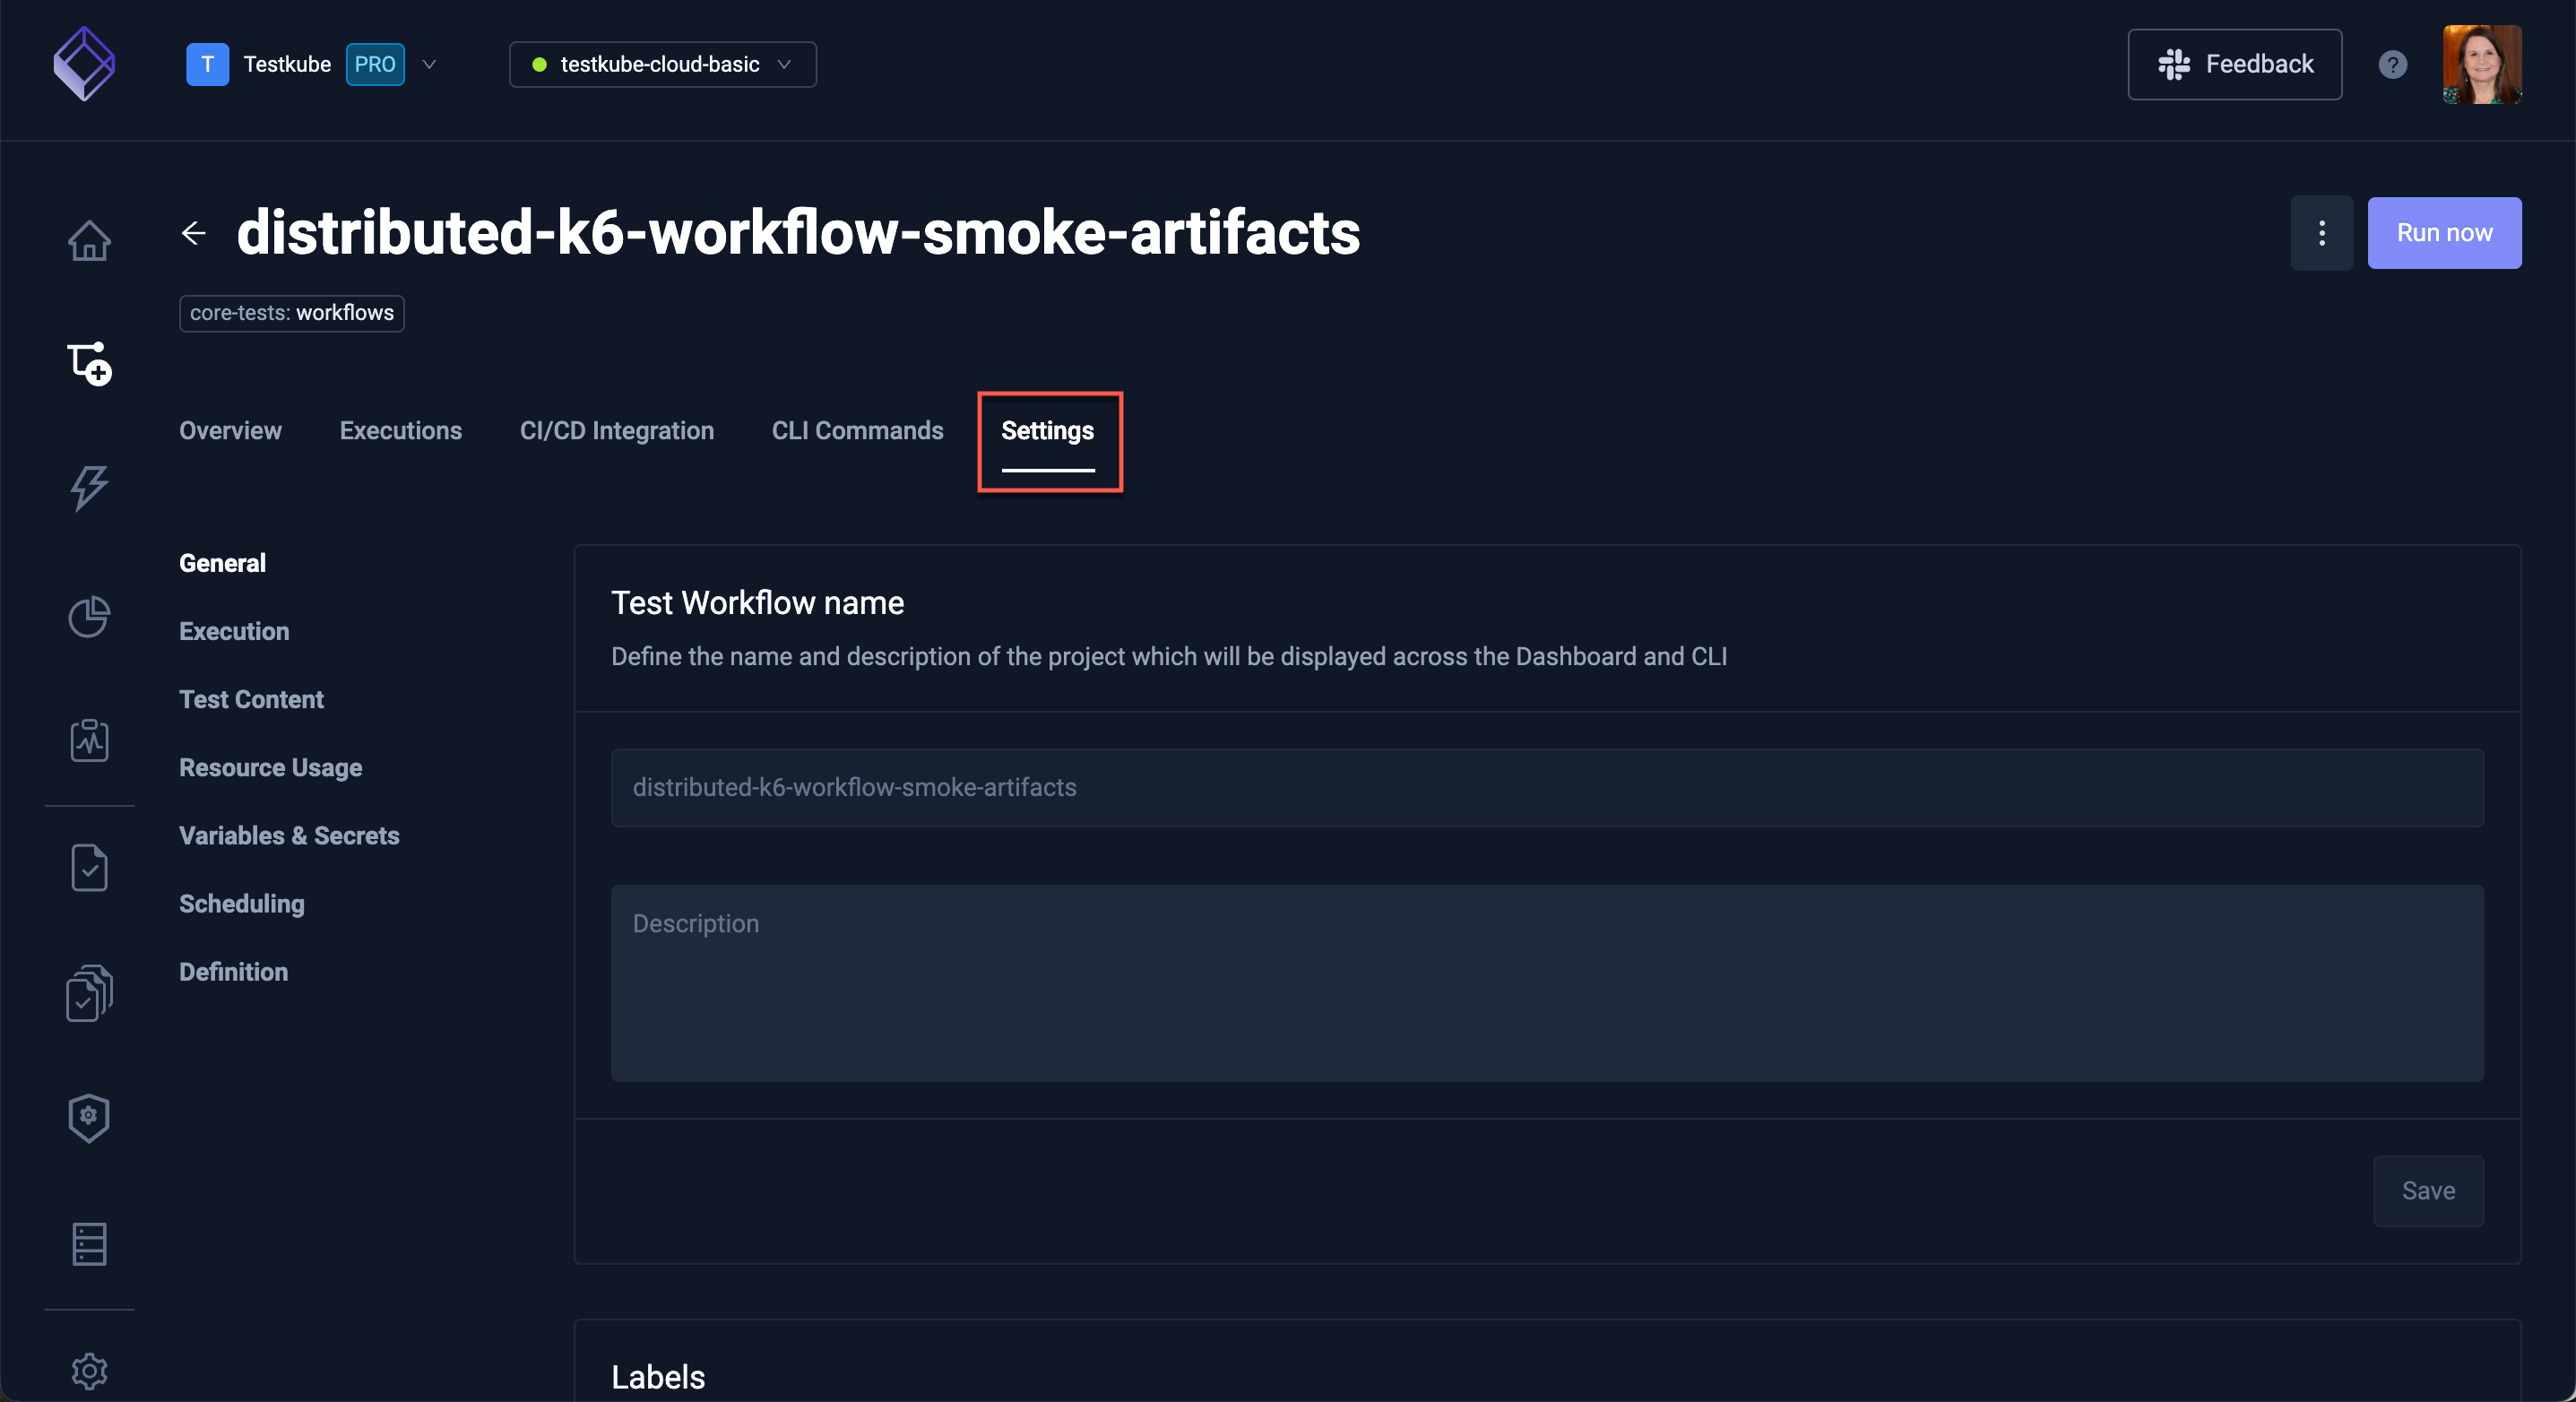 T Testkube PRO testkube-cloud-basic Feedback ?
distributed-k6-workflow-smoke-artifacts
Run now
core-tests: workflows
Overview Executions CI/CD Integration CLI Commands Settings
General
Execution
Test Content
Resource Usage
Variables & Secrets
Scheduling
Definition
Test Workflow name
Define the name and description of the project which will be displayed across the Dashboard and CLI
distributed-k6-workflow-smoke-artifacts
Description
Save
Labels